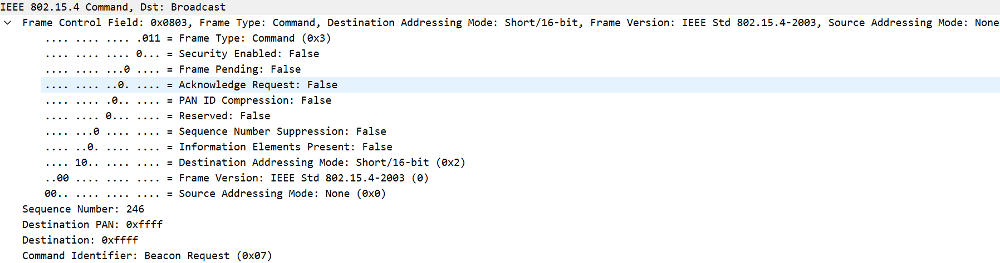 IEEE 802.15.4 Command, Dst: Broadcast
Frame Control Field: 0x0803, Frame Type: Command, Destination Addressing Mode: Short/16-bit, Frame Version: IEEE Std 802.15.4-2003, Source Addressing Mode: None
.... .... .... .011 = Frame Type: Command (0x3)
.... .... .... 0... = Security Enabled: False
.... .... ...0 .... = Frame Pending: False
.... .... ..0. .... = Acknowledge Request: False
.... .... .0.. .... = PAN ID Compression: False
.... .... 0... .... = Reserved: False
.... ...0 .... .... = Sequence Number Suppression: False
.... ..0. .... .... = Information Elements Present: False
.... 10.. .... .... = Destination Addressing Mode: Short/16-bit (0x2)
..00 .... .... .... = Frame Version: IEEE Std 802.15.4-2003 (0)
00.. .... .... .... = Source Addressing Mode: None (0x0)
Sequence Number: 246
Destination PAN: 0xffff
Destination: 0xffff
Command Identifier: Beacon Request (0x07)